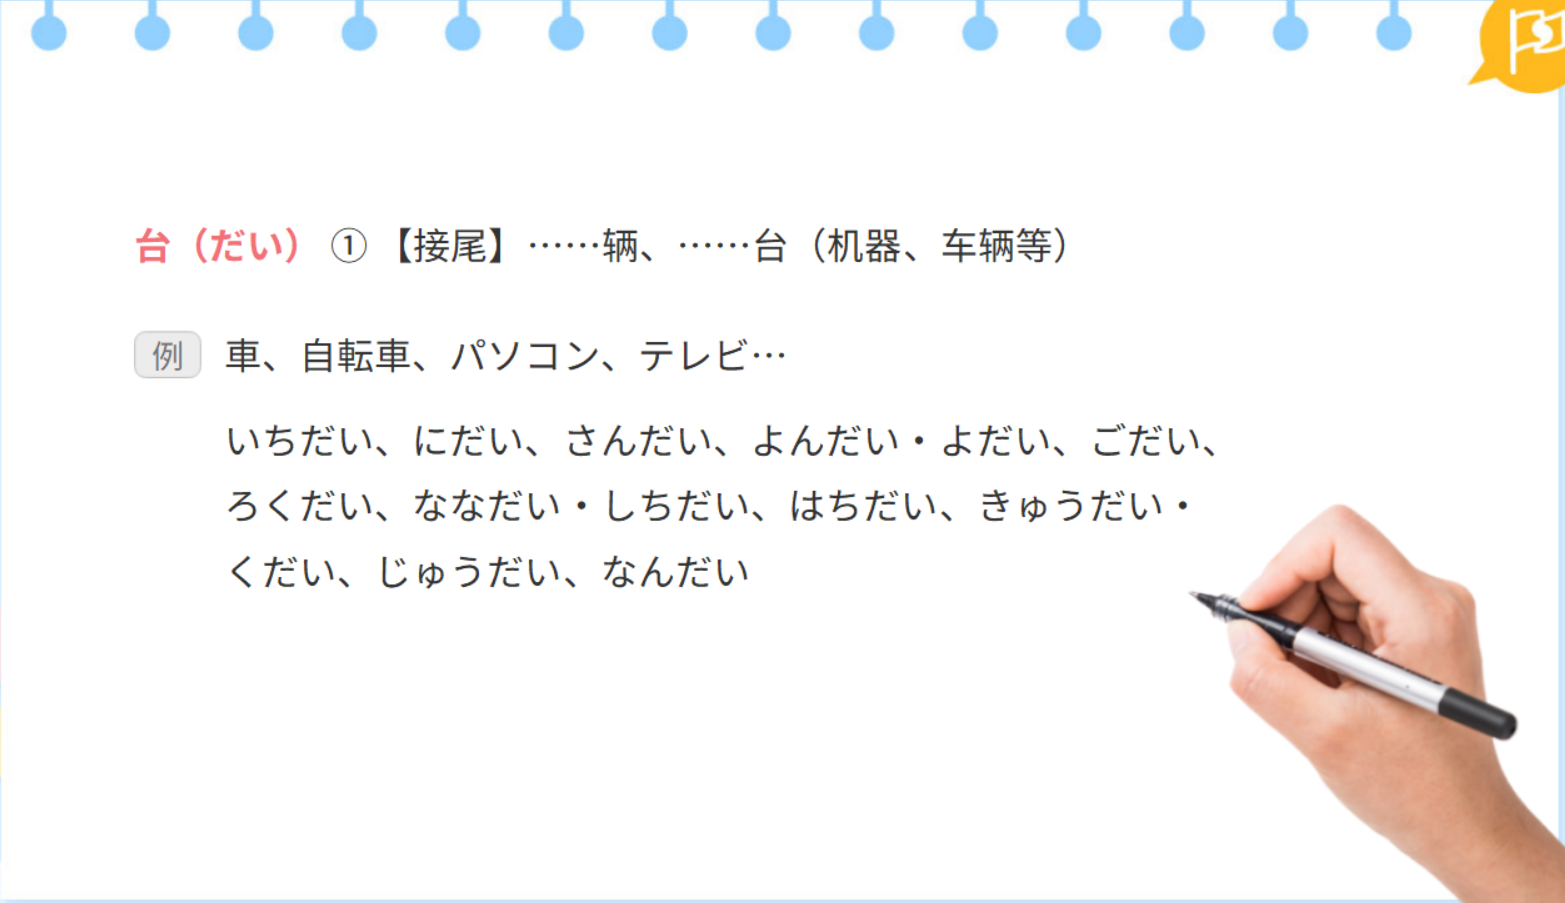 台（だい） ① 【接尾】……辆、……台（机器、车辆等）
例 車、自転車、パソコン、テレビ…
いちだい、にだい、さんだい、よんだい・よだい、ごだい、
ろくだい、ななだい・しちだい、はちだい、きゅうだい・
くだい、じゅうだい、なんだい